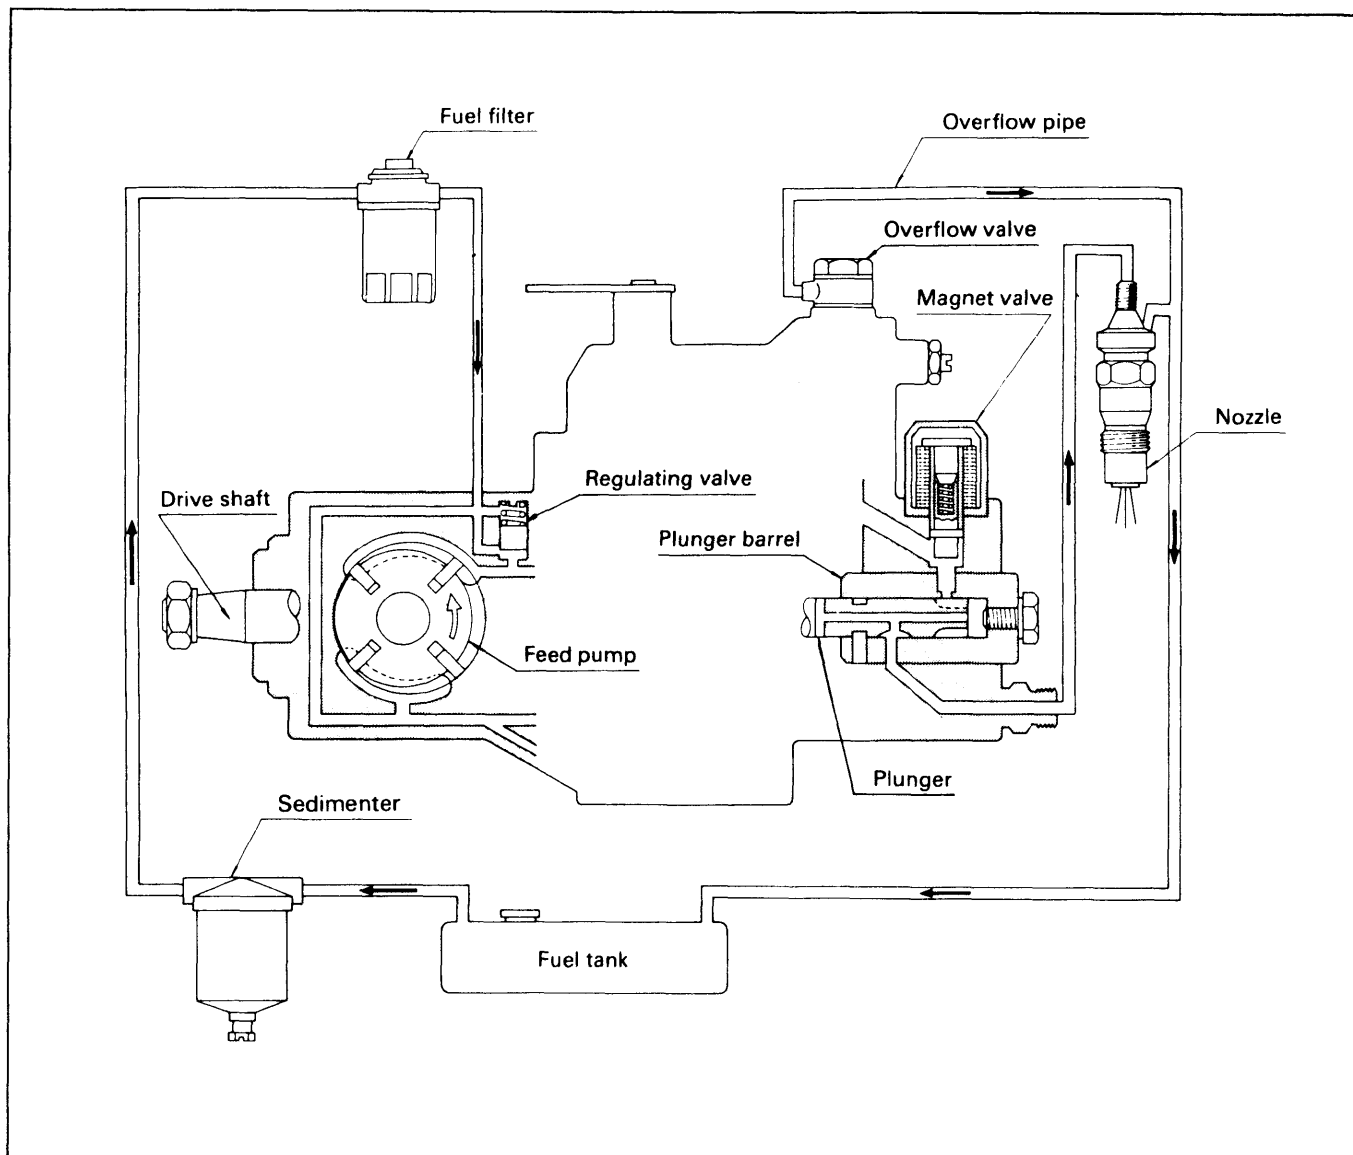 Fuel filter
Overflow pipe
Overflow valve
Magnet valve
Nozzle
Regulating valve
Drive shaft
Plunger barrel
Feed pump
Plunger
Sedimenter
Fuel tank